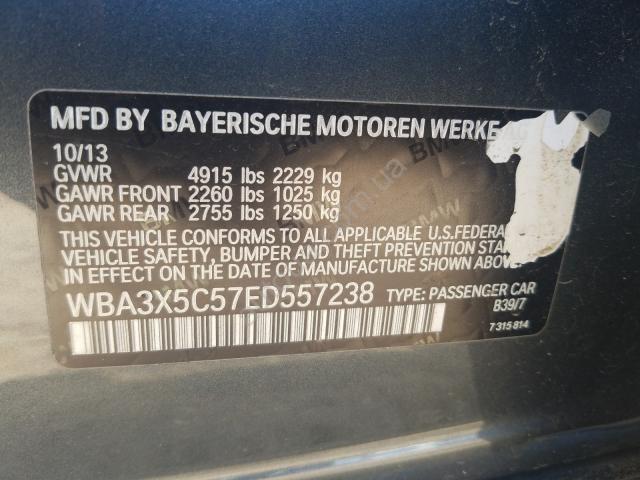 MFD BY BAYERISCHE MOTOREN WERKE AG
10/13
GVWR 4915 lbs 2229 kg
GAWR FRONT 2260 lbs 1025 kg
GAWR REAR 2755 lbs 1250 kg
THIS VEHICLE CONFORMS TO ALL APPLICABLE U.S.FEDERAL
VEHICLE SAFETY, BUMPER AND THEFT PREVENTION
IN EFFECT ON THE DATE OF MANUFACTURE SHOWN ABOVE.
WBA3X5C57ED557238 TYPE: PASSENGER CAR
B39/7
7 315 814